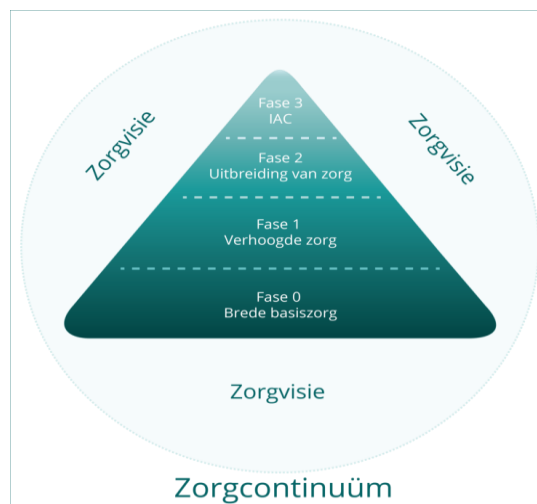 Zorgvisie
Zorgvisie
Fase 3
IAC
Fase 2
Uitbreiding van zorg
Fase 1
Verhoogde zorg
Fase 0
Brede basiszorg
Zorgvisie
Zorgcontinuüm